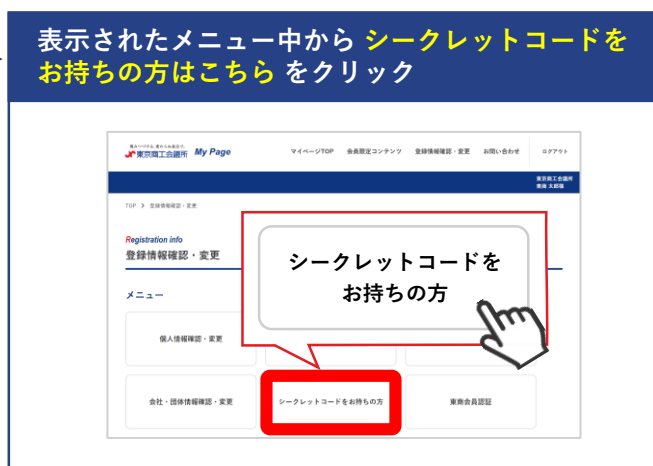 表示されたメニュー中から シークレットコードを
お持ちの方はこちら をクリック
東京商工会議所 My Page
マイページTOP 会員限定コンテンツ 登録情報確認・変更 お問い合わせ ログアウト
東京商工会議所
東商 太郎様
TOP > 登録情報確認・変更
Registration info
登録情報確認・変更
メニュー
シークレットコードを
お持ちの方
個人情報確認・変更
会社・団体情報確認・変更
シークレットコードをお持ちの方
東商会員認証